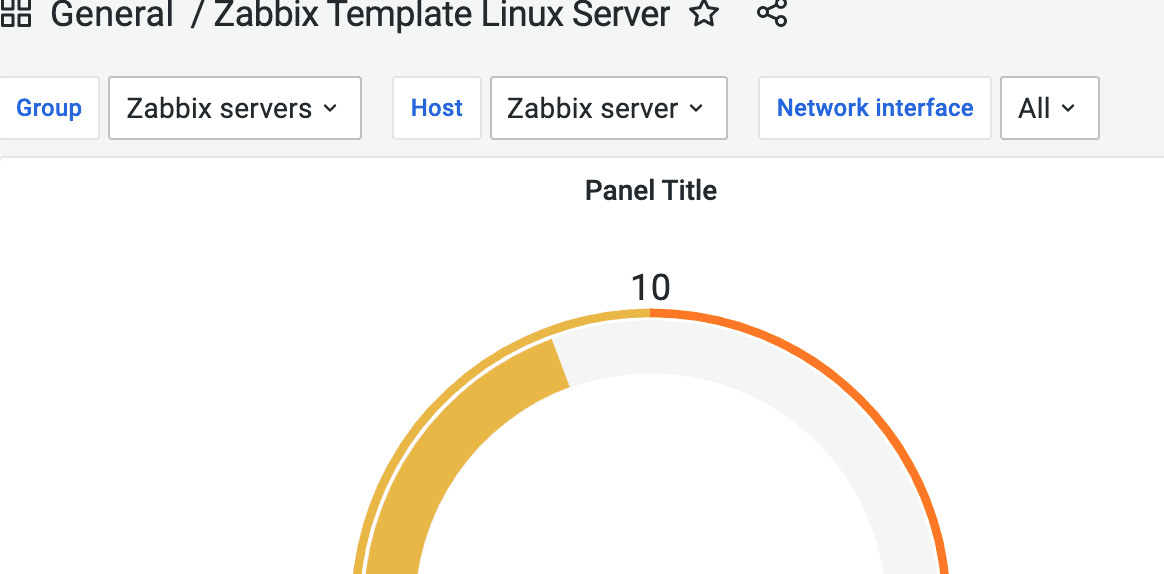 General / Zabbix Template Linux Server
Group Zabbix servers Host Zabbix server Network interface All
Panel Title
10